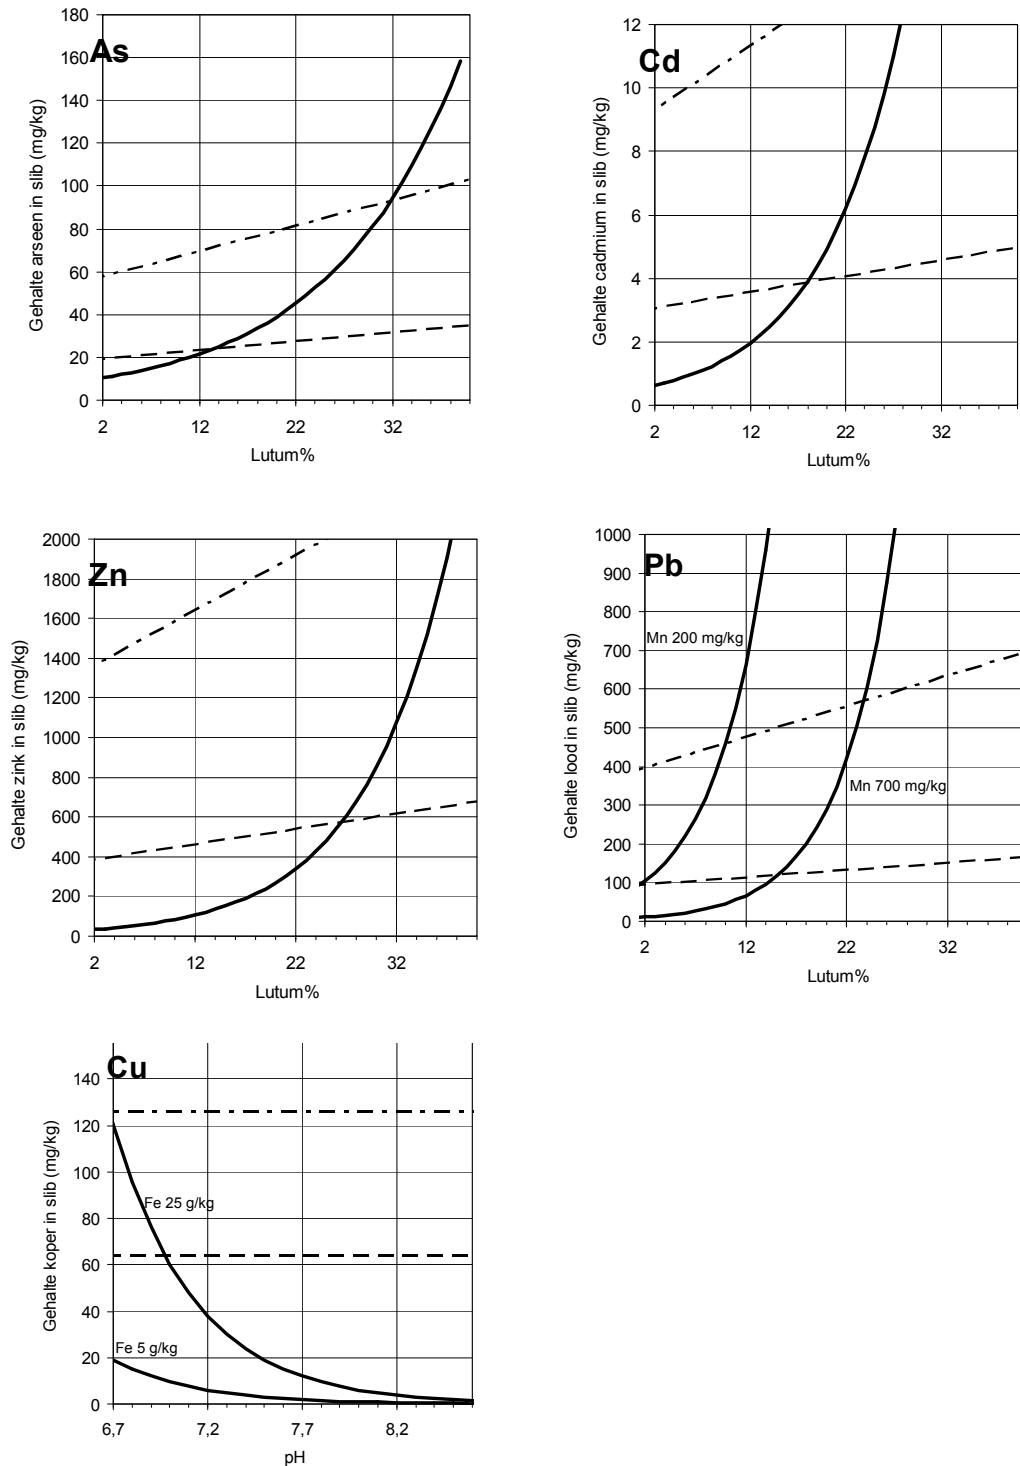 As
Gehalte arseen in slib (mg/kg)
180
160
140
120
100
80
60
40
20
0
2 12 22 32
Lutum%
Cd
Gehalte cadmium in slib (mg/kg)
12
10
8
6
4
2
0
2 12 22 32
Lutum%
Zn
Gehalte zink in slib (mg/kg)
2000
1800
1600
1400
1200
1000
800
600
400
200
0
2 12 22 32
Lutum%
Pb
Gehalte lood in slib (mg/kg)
1000
900
800
700
600
500
400
300
200
100
0
Mn 200 mg/kg
Mn 700 mg/kg
2 12 22 32
Lutum%
Cu
Gehalte koper in slib (mg/kg)
140
120
100
80
60
40
20
0
Fe 25 g/kg
Fe 5 g/kg
6,7 7,2 7,7 8,2
pH